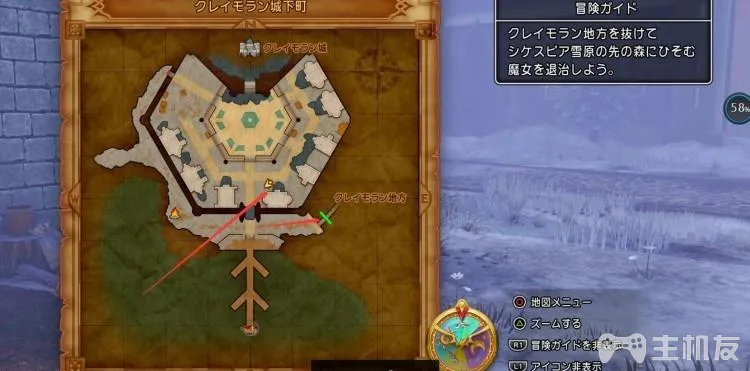 クレイモラン城下町
クレイモラン城
クレイモラン地方
W
E
冒険ガイド
クレイモラン地方を抜けて
シケスビア雪原の先の森にひそむ
魔女を退治しよう。
58%
地図メニュー
ズームする
R1 冒険ガイドを非表示
L1 アイコン非表示
主机友